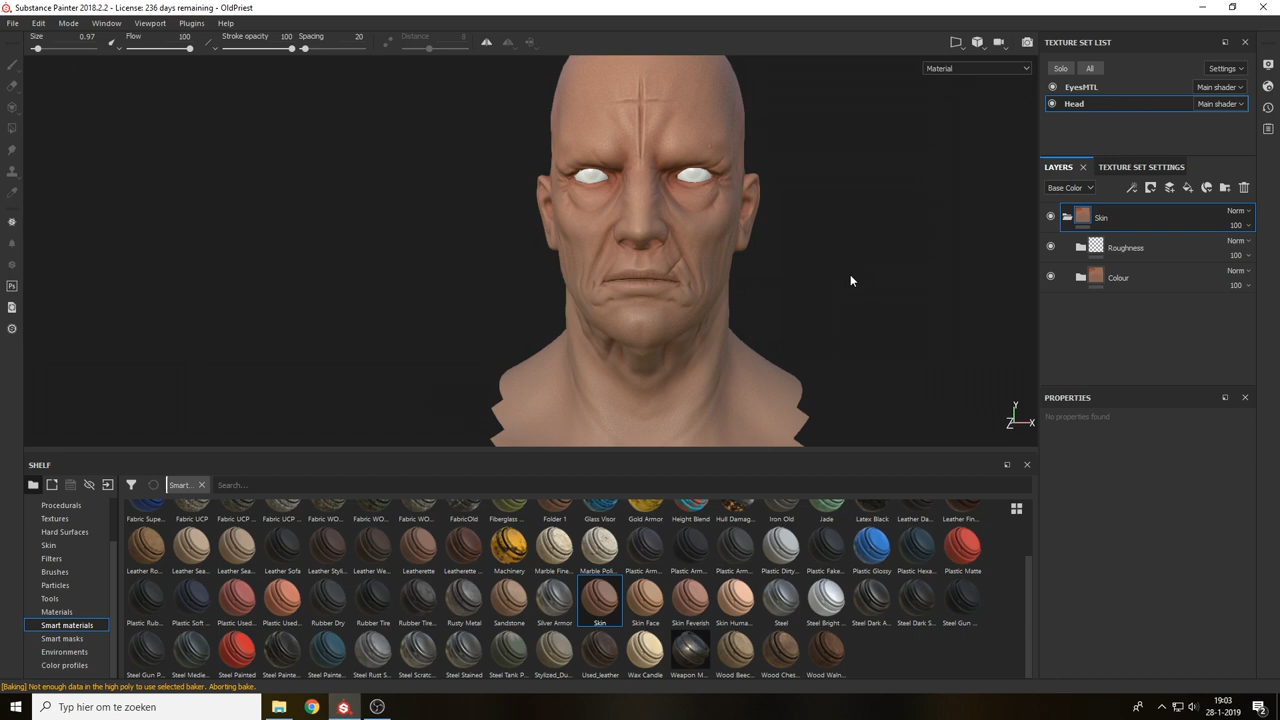 Substance Painter 2018.2.2 - License: 236 days remaining - OldPriest
File Edit Mode Window Viewport Plugins Help
Size 0.97 Flow 100 Stroke opacity 100 Spacing 20 Distance 8
Material
TEXTURE SET LIST
Solo All Settings
EyesMTL Main shader
Head Main shader
LAYERS TEXTURE SET SETTINGS
Base Color
Skin Norm 100
Roughness Norm 100
Colour Norm 100
PROPERTIES
No properties found
Y
Z X
SHELF
Smart... Search...
Procedurals
Textures
Hard Surfaces
Skin
Filters
Brushes
Particles
Tools
Materials
Smart materials
Smart masks
Environments
Color profiles
Fabric Supe... Fabric UCP Fabric UCP ... Fabric UCP ... Fabric WO... Fabric WO... Fabric WO... FabricOld Fiberglass ... Folder 1 Glass Visor Gold Armor Height Blend Hull Damag... Iron Old Jade Latex Black Leather Da... Leather Fin...
Leather Ro... Leather Sea... Leather Sea... Leather Sofa Leather Styli... Leather We... Leatherette Leatherette ... Machinery Marble Fine... Marble Poli... Plastic Arm... Plastic Arm... Plastic Arm... Plastic Dirty... Plastic Fake... Plastic Glossy Plastic Hexa... Plastic Matte
Plastic Rub... Plastic Soft ... Plastic Used... Plastic Used... Rubber Dry Rubber Tire Rubber Tire... Rusty Metal Sandstone Silver Armor Skin Skin Face Skin Feverish Skin Huma... Steel Steel Bright ... Steel Dark A... Steel Dark S... Steel Gun ...
Steel Gun P... Steel Medie... Steel Painted Steel Painte... Steel Painte... Steel Rust S... Steel Scratc... Steel Stained Steel Tank P... Stylized_Du... Used_leather Wax Candle Weapon M... Wood Beec... Wood Ches... Wood Waln...
[Baking] Not enough data in the high poly to use selected baker. Aborting bake.
Ps
Typ hier om te zoeken
19:03
28-1-2019
2